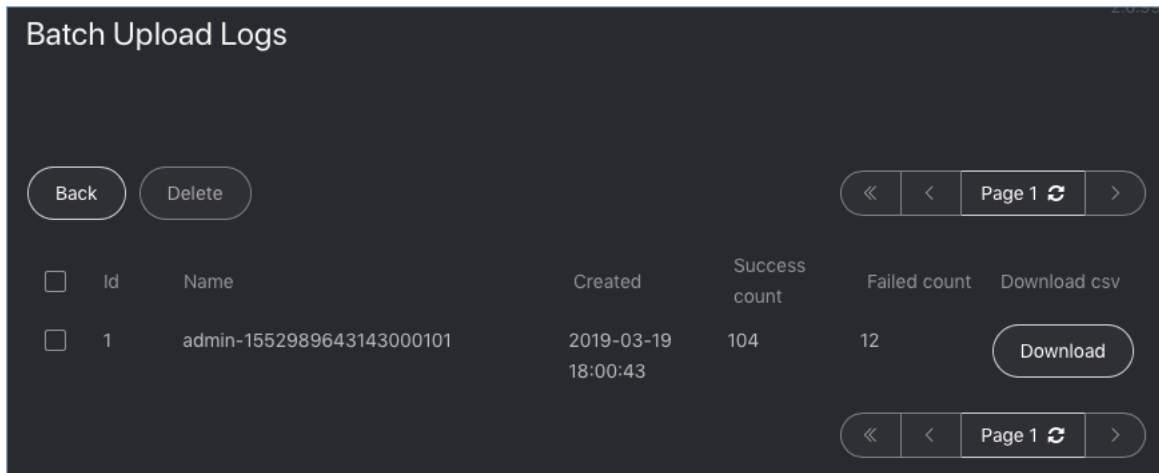 Batch Upload Logs
Back
Delete
Page 1
Id
Name
Created
Success
count
Failed count
Download csv
1
admin-1552989643143000101
2019-03-19
18:00:43
104
12
Download
Page 1